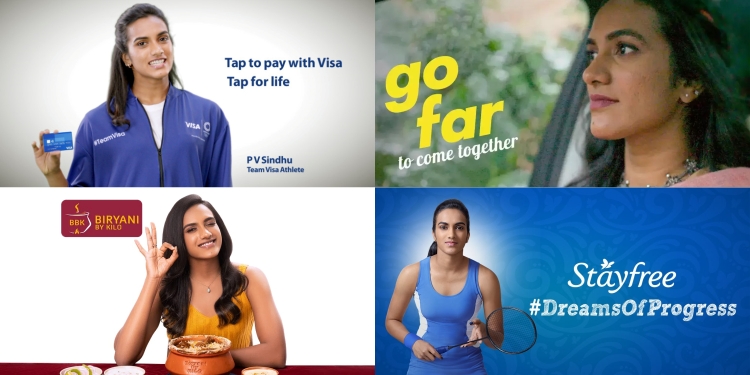 Tap to pay with Visa
Tap for life
#TeamVisa
VISA
P V Sindhu
Team Visa Athlete
go
far
to come together
BBK
BIRYANI
BY KILO
Stayfree
#DreamsOfProgress